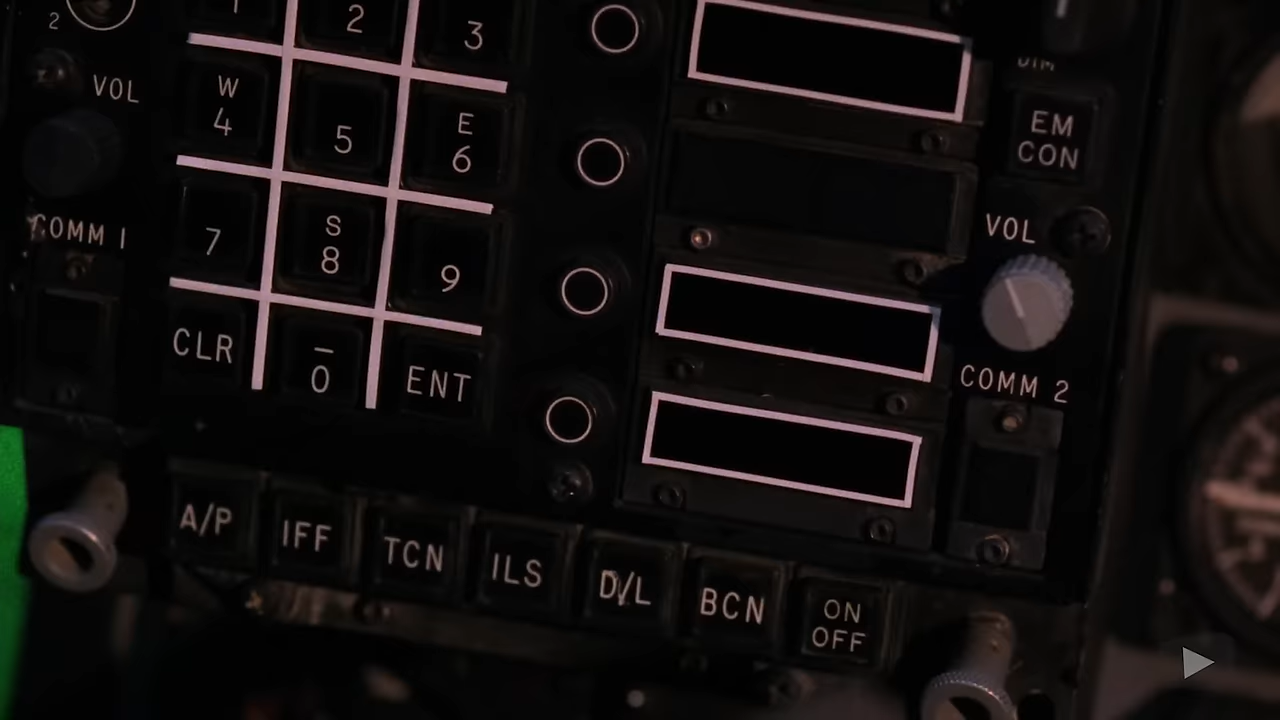 1
2
3
2
VOL
W
4
5
E
6
DIM
EM
CON
COMM 1
7
S
8
9
VOL
CLR
–
0
ENT
COMM 2
A/P
IFF
TCN
ILS
D/L
BCN
ON
OFF